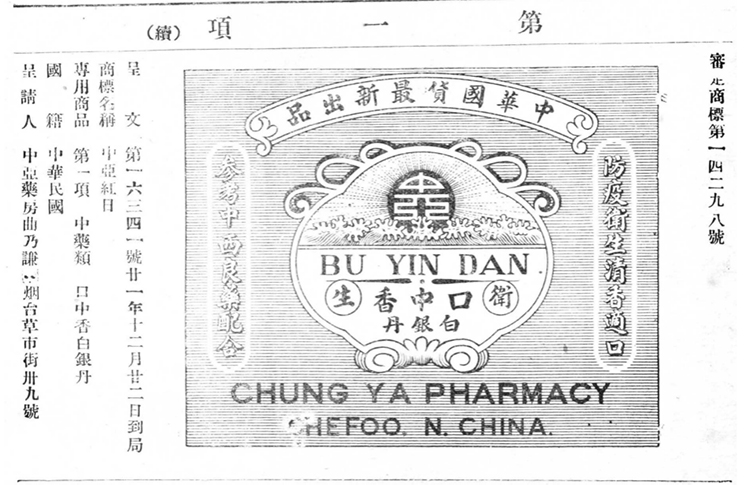 第一項（續）
審定商標第一四二九八號
中華國貨最新出品
防疫衛生清香適口
參考中西良藥配合
中亞
BU YIN DAN
衛生
口中香
白銀丹
CHUNG YA PHARMACY
CHEFOO. N. CHINA.
呈文 第一六三四一號廿一年十二月廿二日到局
商標名稱 中亞紅日
專用商品 第一項 中藥類 口中香白銀丹
國籍 中華民國
呈請人 中亞藥房曲乃謙 烟台草市街卅九號